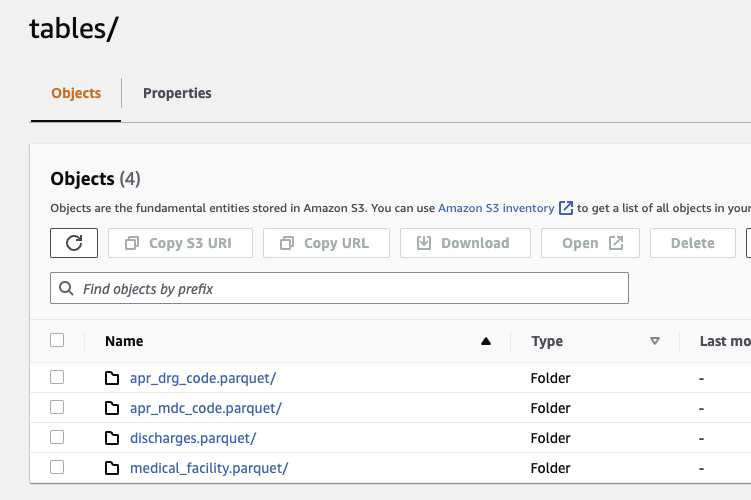 tables/
Objects
Properties
Objects (4)
Objects are the fundamental entities stored in Amazon S3. You can use Amazon S3 inventory to get a list of all objects in your
Copy S3 URI
Copy URL
Download
Open
Delete
Find objects by prefix
Name Type Last mo
apr_drg_code.parquet/ Folder -
apr_mdc_code.parquet/ Folder -
discharges.parquet/ Folder -
medical_facility.parquet/ Folder -